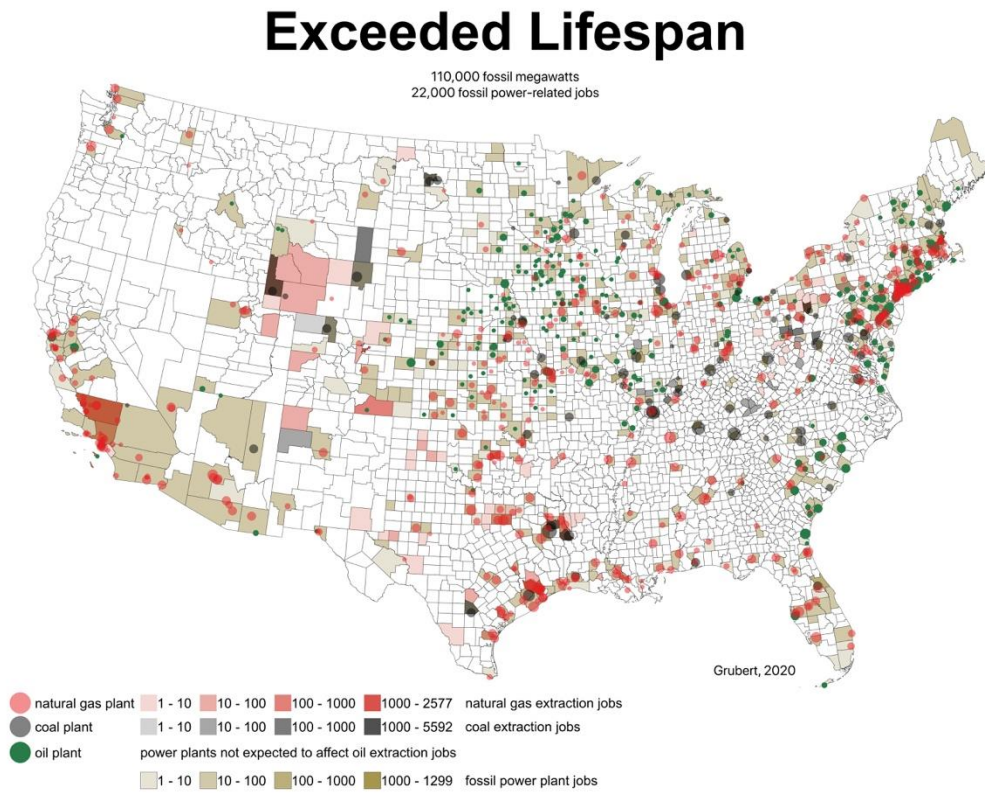 Exceeded Lifespan
110,000 fossil megawatts
22,000 fossil power-related jobs
Grubert, 2020
natural gas plant 1 - 10 10 - 100 100 - 1000 1000 - 2577 natural gas extraction jobs
coal plant 1 - 10 10 - 100 100 - 1000 1000 - 5592 coal extraction jobs
oil plant power plants not expected to affect oil extraction jobs
1 - 10 10 - 100 100 - 1000 1000 - 1299 fossil power plant jobs